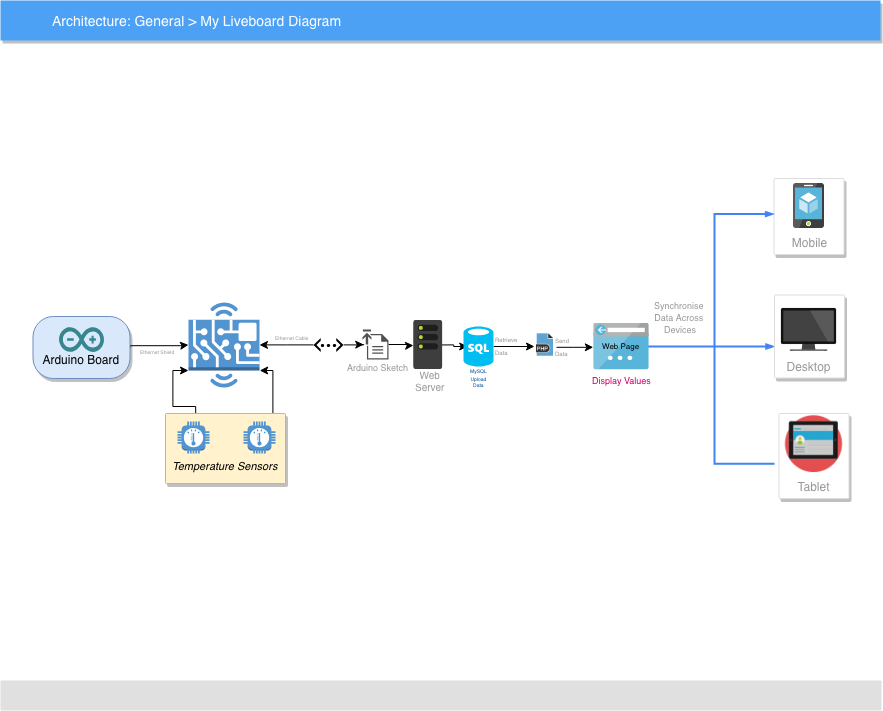 Architecture: General > My Liveboard Diagram
Mobile
Synchronise
Data Across
Devices
Desktop
Tablet
Arduino Board
Ethernet Shield
Ethernet Cable
Temperature Sensors
Arduino Sketch
Web
Server
SQL
MySQL
Upload
Data
Retrieve
Data
PHP
Send
Data
Web Page
Display Values